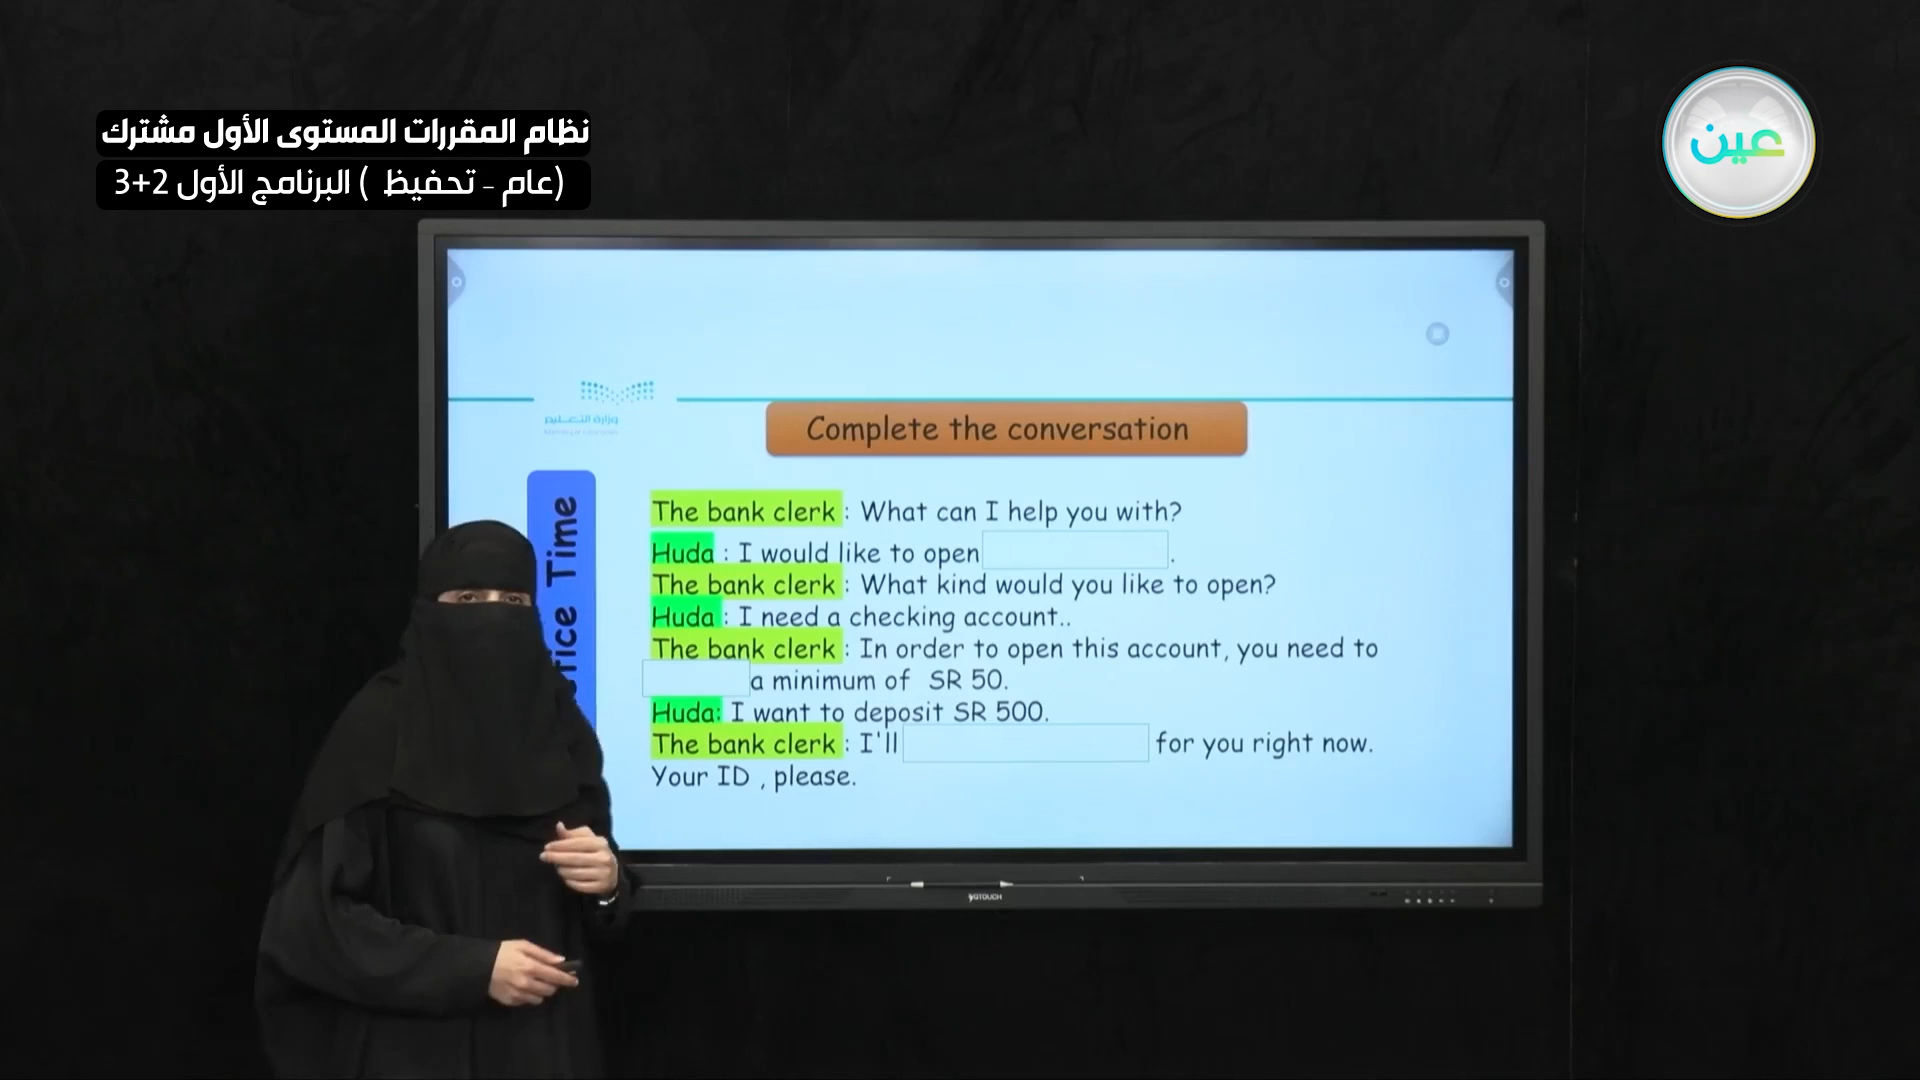 نظام المقررات المستوى الأول مشترك
(عام - تحفيظ ) البرنامج الأول 2+3
عين
وزارة التعليم
Complete the conversation
The bank clerk : What can I help you with?
Huda : I would like to open .
The bank clerk : What kind would you like to open?
Huda : I need a checking account..
The bank clerk : In order to open this account, you need to
a minimum of SR 50.
Huda: I want to deposit SR 500.
The bank clerk : I'll for you right now.
Your ID , please.
Time